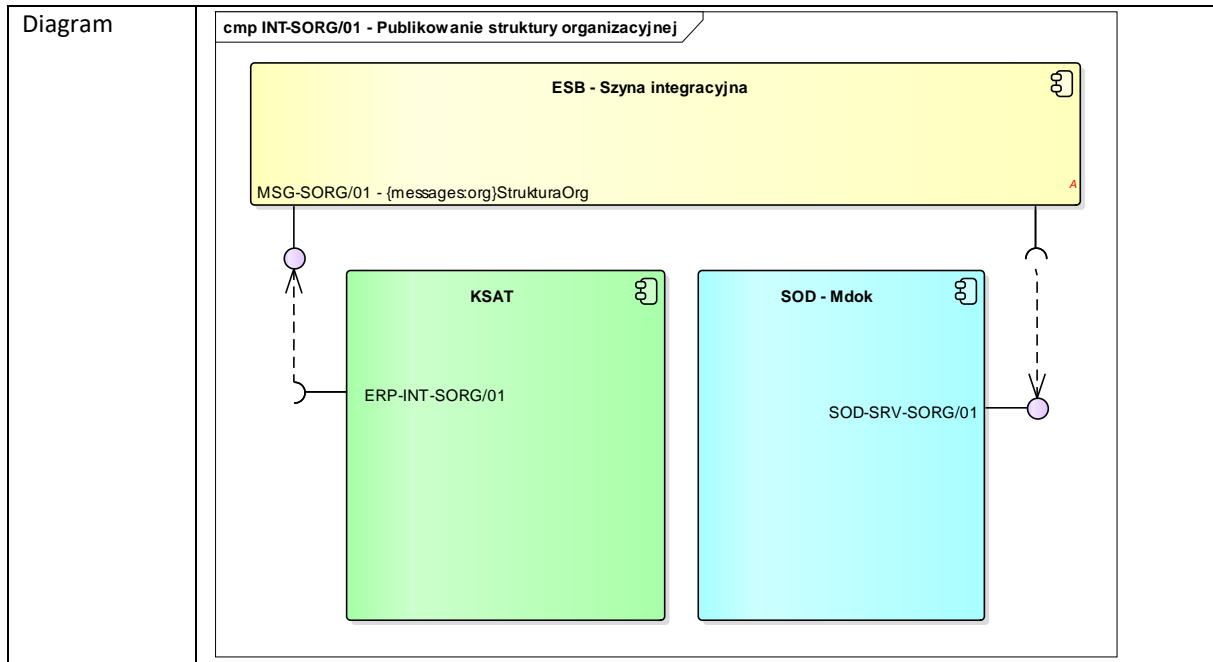 Diagram
cmp INT-SORG/01 - Publikowanie struktury organizacyjnej
ESB - Szyna integracyjna
MSG-SORG/01 - {messages:org}StrukturaOrg
A
KSAT
SOD - Mdok
ERP-INT-SORG/01
SOD-SRV-SORG/01